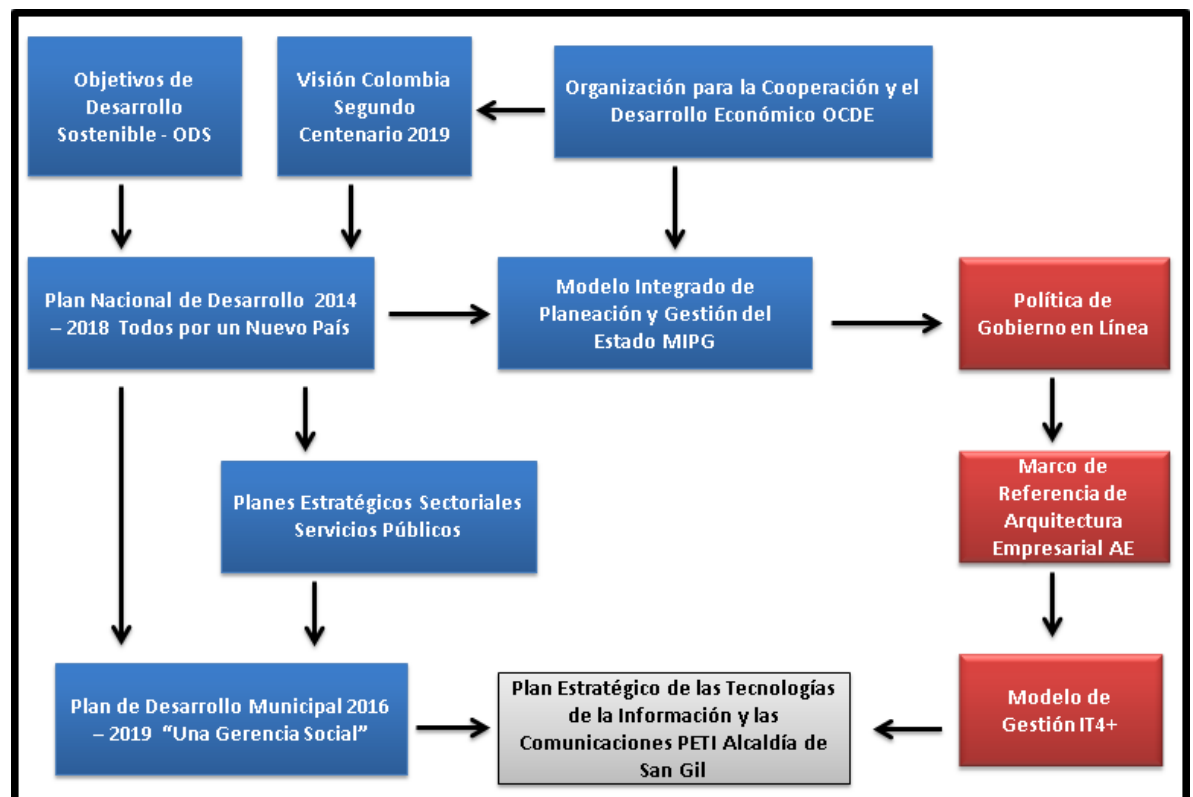 Objetivos de
Desarrollo
Sostenible - ODS
Visión Colombia
Segundo
Centenario 2019
Organización para la Cooperación y el
Desarrollo Económico OCDE
Plan Nacional de Desarrollo 2014
– 2018 Todos por un Nuevo País
Modelo Integrado de
Planeación y Gestión del
Estado MIPG
Política de
Gobierno en Línea
Planes Estratégicos Sectoriales
Servicios Públicos
Marco de
Referencia de
Arquitectura
Empresarial AE
Plan de Desarrollo Municipal 2016
– 2019 “Una Gerencia Social”
Plan Estratégico de las Tecnologías
de la Información y las
Comunicaciones PETI Alcaldía de
San Gil
Modelo de
Gestión IT4+